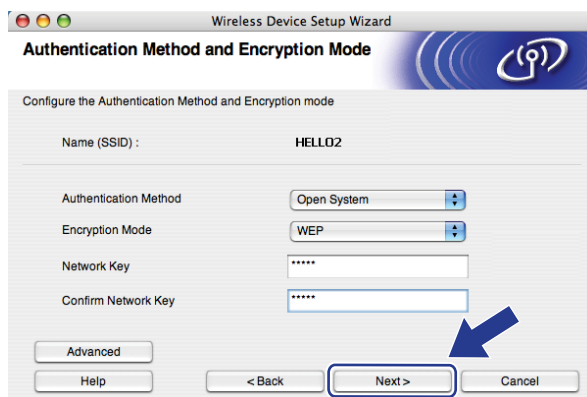 Wireless Device Setup Wizard
Authentication Method and Encryption Mode
Configure the Authentication Method and Encryption mode
Name (SSID) : HELLO2
Authentication Method Open System
Encryption Mode WEP
Network Key *****
Confirm Network Key *****
Advanced
Help < Back Next > Cancel